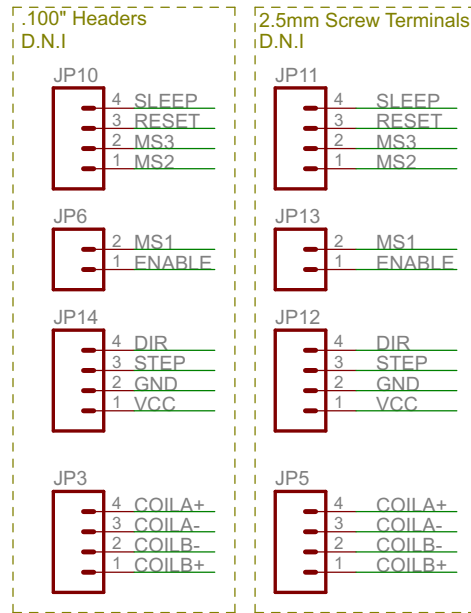 .100" Headers
D.N.I
JP10
4 SLEEP
3 RESET
2 MS3
1 MS2
JP6
2 MS1
1 ENABLE
JP14
4 DIR
3 STEP
2 GND
1 VCC
JP3
4 COILA+
3 COILA-
2 COILB-
1 COILB+
2.5mm Screw Terminals
D.N.I
JP11
4 SLEEP
3 RESET
2 MS3
1 MS2
JP13
2 MS1
1 ENABLE
JP12
4 DIR
3 STEP
2 GND
1 VCC
JP5
4 COILA+
3 COILA-
2 COILB-
1 COILB+